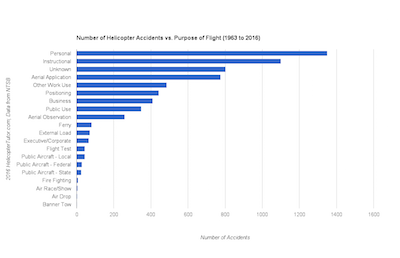 Number of Helicopter Accidents vs. Purpose of Flight (1963 to 2016)
Personal
Instructional
Unknown
Aerial Application
Other Work Use
Positioning
Business
Public Use
Aerial Observation
Ferry
External Load
Executive/Corporate
Flight Test
Public Aircraft - Local
Public Aircraft - Federal
Public Aircraft - State
Fire Fighting
Air Race/Show
Air Drop
Banner Tow
0 200 400 600 800 1000 1200 1400 1600
Number of Accidents
2016 HelicopterTutor.com; Data from NTSB